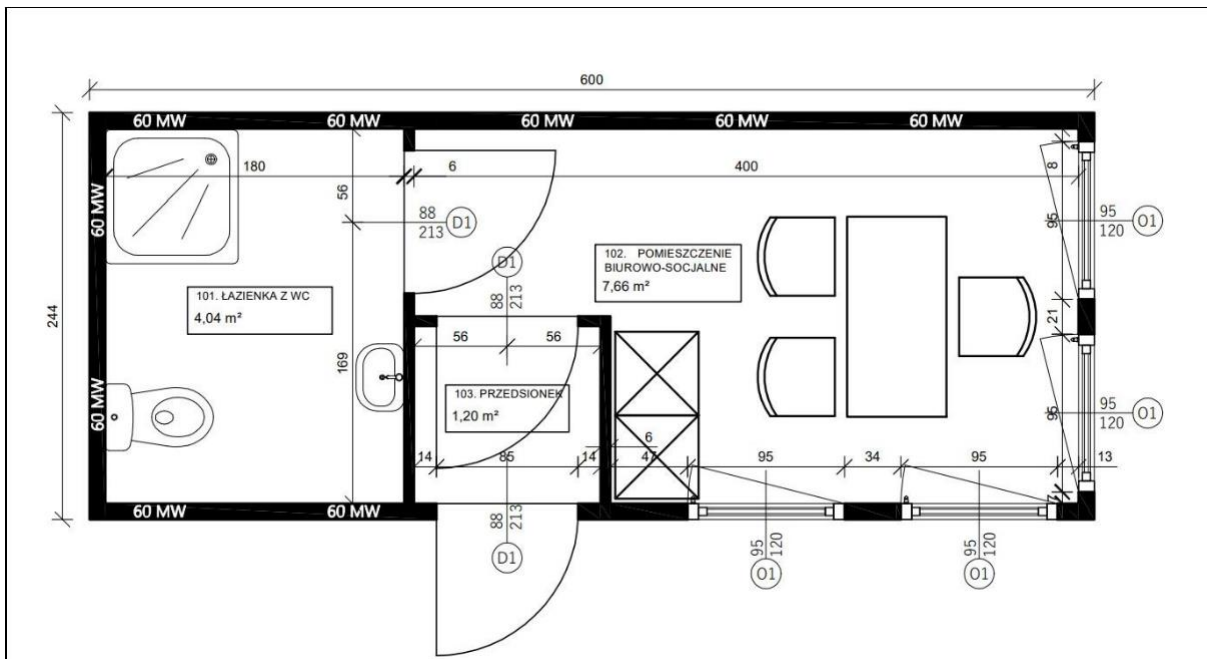 600
60 MW
60 MW
60 MW
60 MW
60 MW
180
6
400
8
56
60 MW
88
213
D1
95
95
120
O1
D1
102. POMIESZCZENIE
BIUROWO-SOCJALNE
7,66 m²
88
213
101. ŁAZIENKA Z WC
4,04 m²
244
21
56
56
169
103. PRZEDSIONEK
1,20 m²
60 MW
95
95
120
O1
6
14
85
14
47
95
34
95
13
60 MW
60 MW
88
213
D1
95
120
O1
95
120
O1